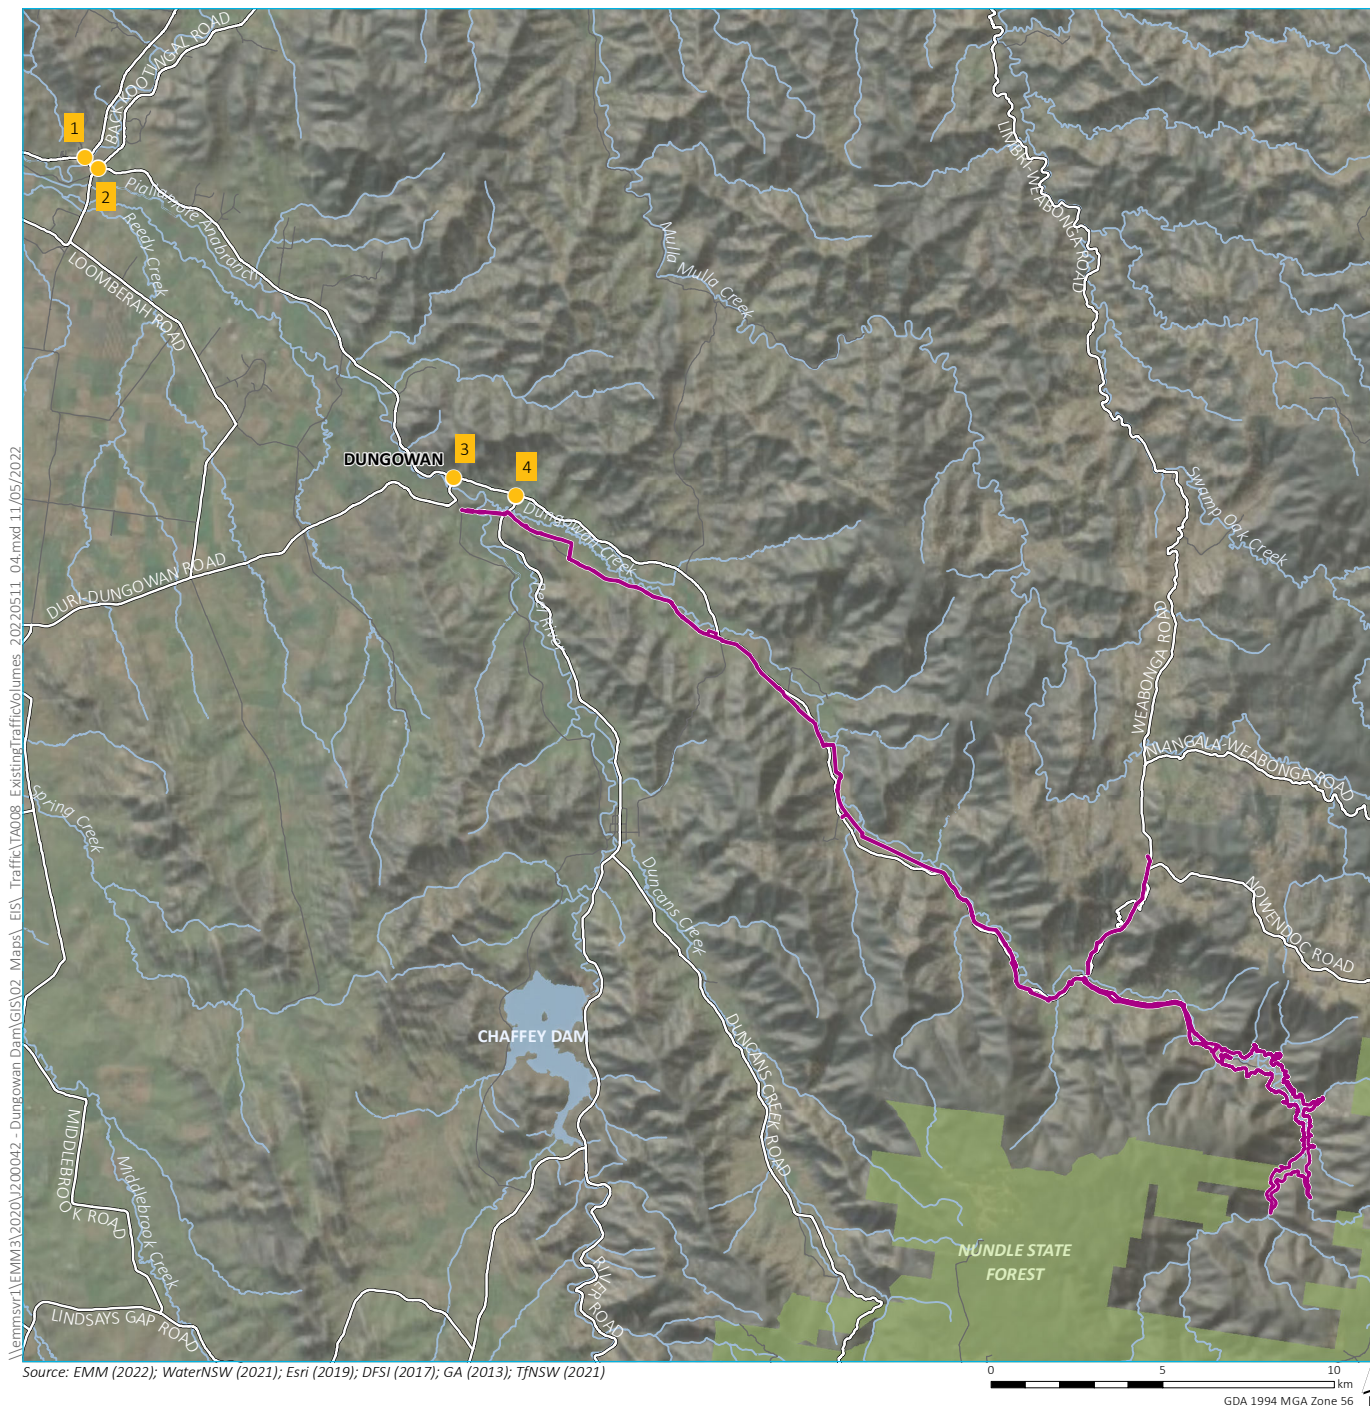 BACK KOOTINGAL ROAD
1
2
Piallamore Anabranch
Reedy Creek
LOOMBERAH ROAD
LIMBRI-WEABONGA ROAD
Mulla Mulla Creek
3
DUNGOWAN
4
Dungowan Creek
Swamp Oak Creek
DURI-DUNGOWAN ROAD
Peel River
WEABONGA ROAD
NIANGALA-WEABONGA ROAD
Spring Creek
Duncans Creek
NOWENDOC ROAD
CHAFFEY DAM
DUNCANS CREEK ROAD
MIDDLEBROOK ROAD
Middlebrook Creek
NUNDLE STATE
FOREST
RIVER ROAD
LINDSAYS GAP ROAD
\\emmsvr1\EMM3\2020\J200042 - Dungowan Dam\GIS\02_Maps\_EIS\_Traffic\TA008_ExistingTrafficVolumes_20220511_04.mxd 11/05/2022
Source: EMM (2022); WaterNSW (2021); Esri (2019); DFSI (2017); GA (2013); TfNSW (2021)
0 5 10
km
GDA 1994 MGA Zone 56